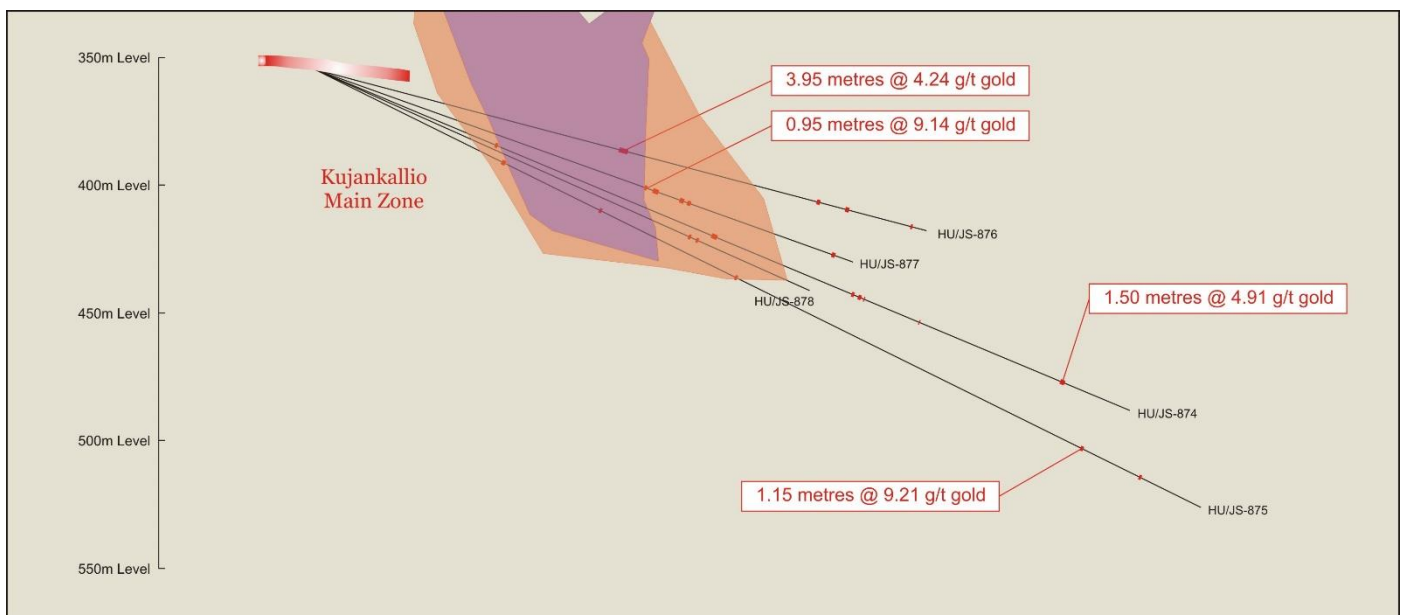 350m Level
3.95 metres @ 4.24 g/t gold
0.95 metres @ 9.14 g/t gold
Kujankallio
Main Zone
400m Level
HU/JS-876
HU/JS-877
HU/JS-878
1.50 metres @ 4.91 g/t gold
450m Level
HU/JS-874
500m Level
1.15 metres @ 9.21 g/t gold
HU/JS-875
550m Level